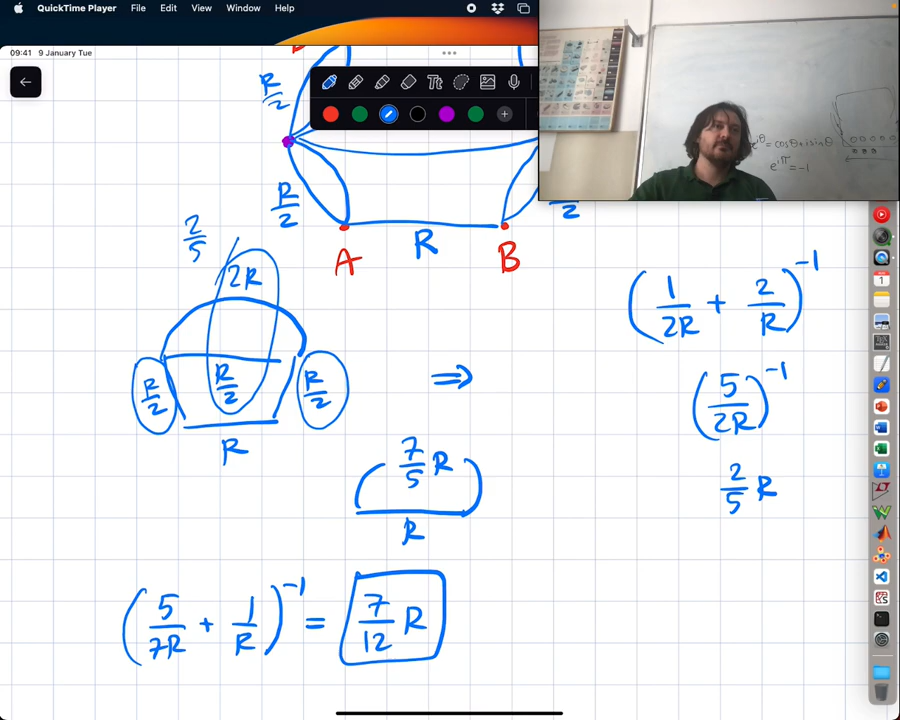 QuickTime Player File Edit View Window Help
09:41 9 January Tue
R/2
R/2
R
A
B
2
2/5
2R
R/2
R/2
R/2
⇒
R
(1/2R + 2/R)⁻¹
(5/2R)⁻¹
2/5 R
7/5 R
R
(5/7R + 1/R)⁻¹ = 7/12 R
e^iθ = cosθ + i sinθ
e^iπ = -1